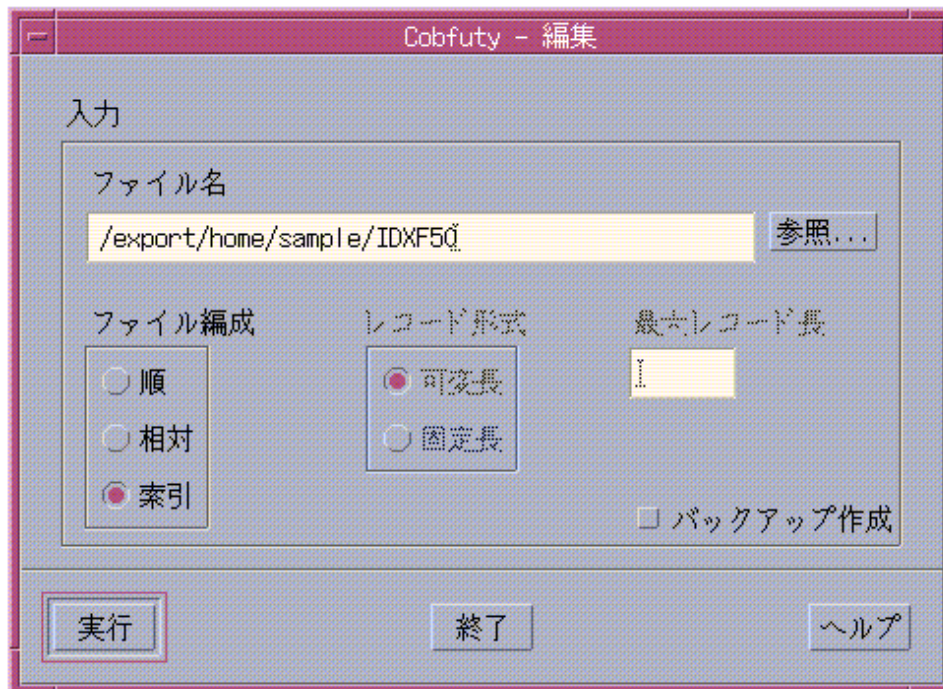 Cobfuty - 編集
入力
ファイル名
/export/home/sample/IDXF50
参照...
ファイル編成
レコード形式
最大レコード長
順
可変長
相対
固定長
索引
バックアップ作成
実行
終了
ヘルプ